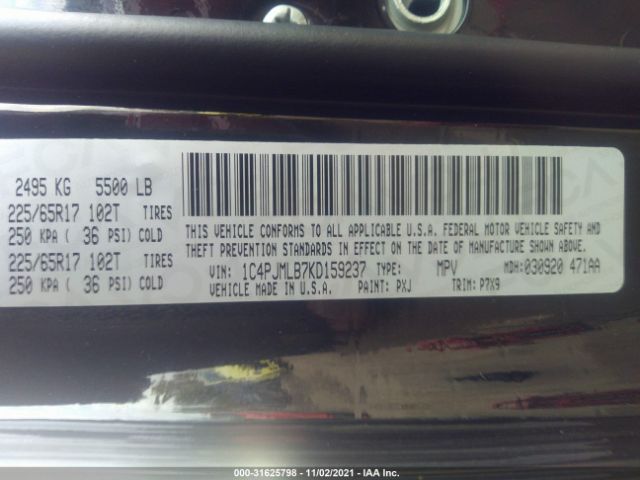 2495 KG 5500 LB
225/65R17 102T TIRES
250 KPA ( 36 PSI) COLD
225/65R17 102T TIRES
250 KPA ( 36 PSI) COLD
THIS VEHICLE CONFORMS TO ALL APPLICABLE U.S.A. FEDERAL MOTOR VEHICLE SAFETY AND
THEFT PREVENTION STANDARDS IN EFFECT ON THE DATE OF MANUFACTURE SHOWN ABOVE.
VIN: 1C4PJMLB7KD159237 TYPE: MPV MDH: 030920 471AA
VEHICLE MADE IN U.S.A. PAINT: PXJ TRIM: P7X9
000-31625798 - 11/02/2021 - IAA Inc.